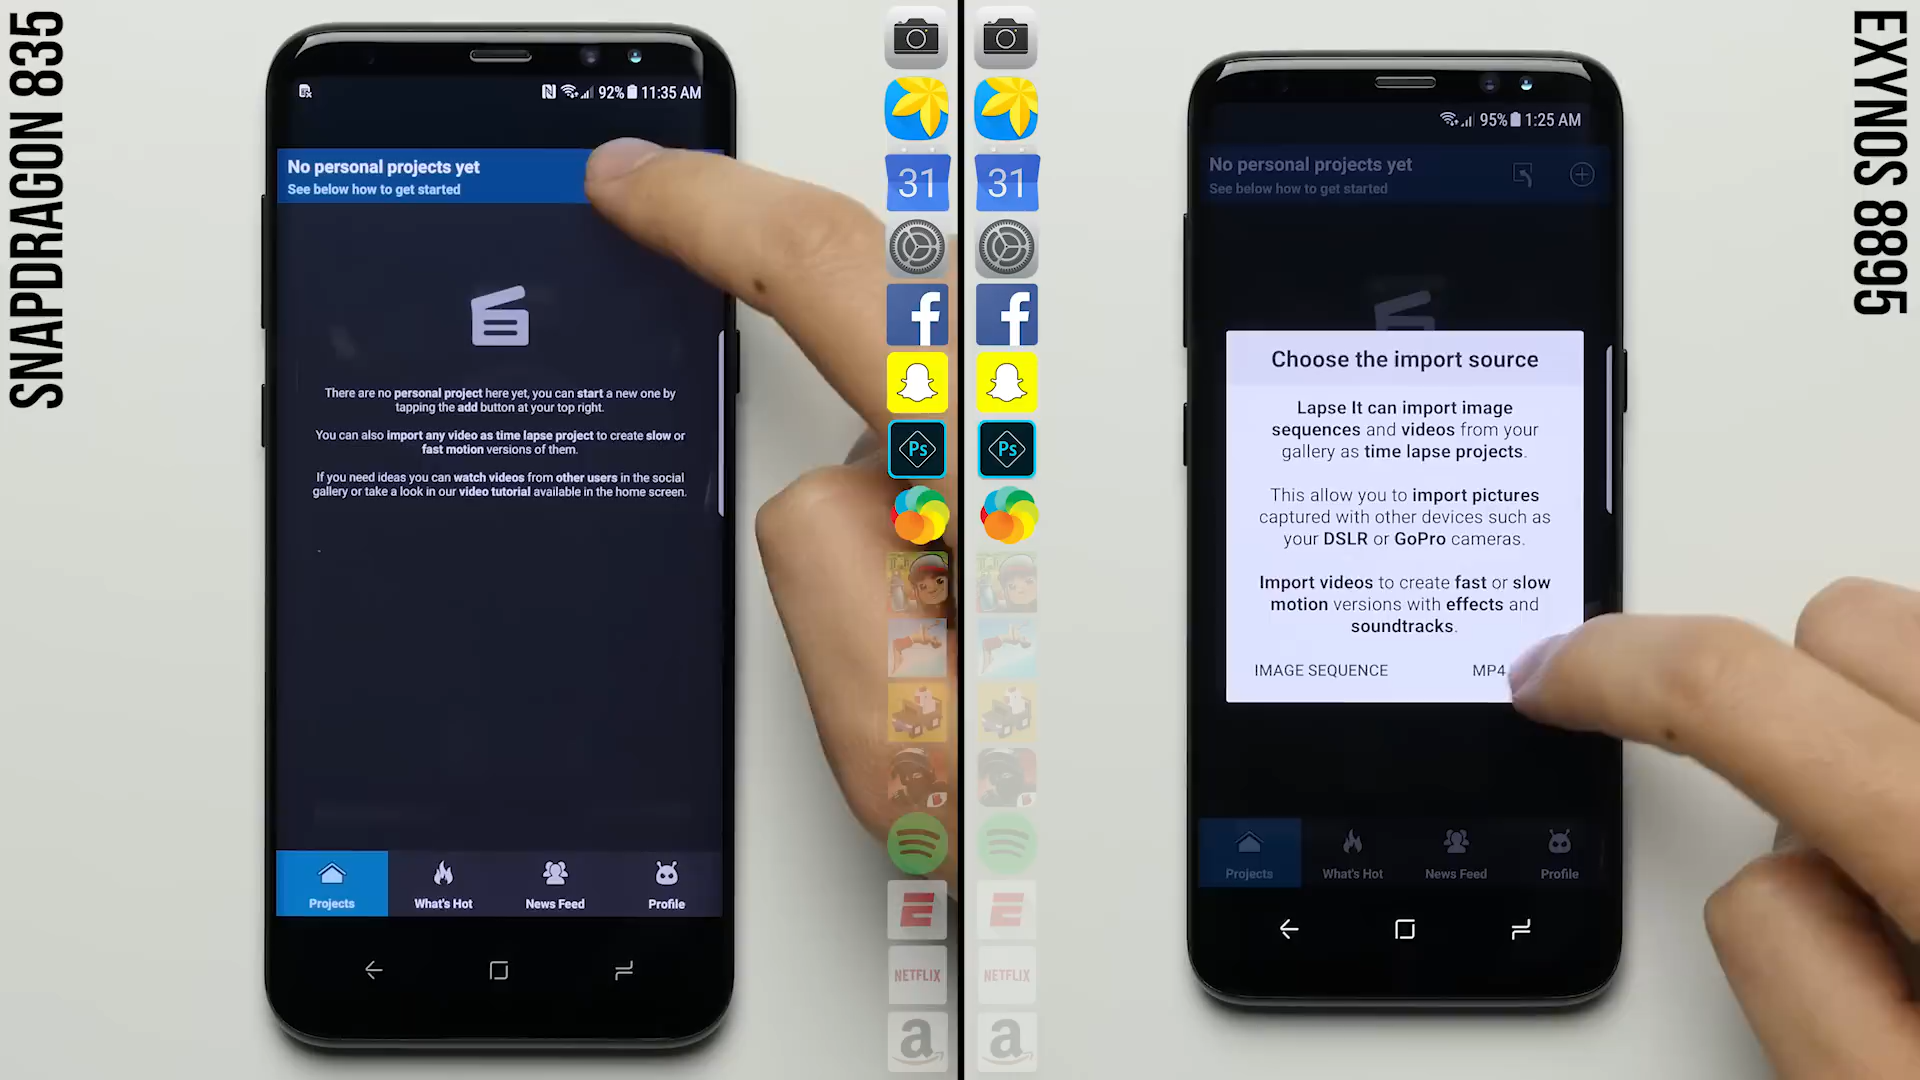 SNAPDRAGON 835
92% 11:35 AM
No personal projects yet
See below how to get started
There are no personal project here yet, you can start a new one by
tapping the add button at your top right.
You can also import any video as time lapse project to create slow or
fast motion versions of them.
If you need ideas you can watch videos from other users in the social
gallery or take a look in our video tutorial available in the home screen.
Projects
What's Hot
News Feed
Profile
31
f
Ps
NETFLIX
a
31
f
Ps
NETFLIX
a
95% 1:25 AM
No personal projects yet
See below how to get started
Choose the import source
Lapse It can import image
sequences and videos from your
gallery as time lapse projects.
This allow you to import pictures
captured with other devices such as
your DSLR or GoPro cameras.
Import videos to create fast or slow
motion versions with effects and
soundtracks.
IMAGE SEQUENCE
MP4
Projects
What's Hot
News Feed
Profile
EXYNOS 8895